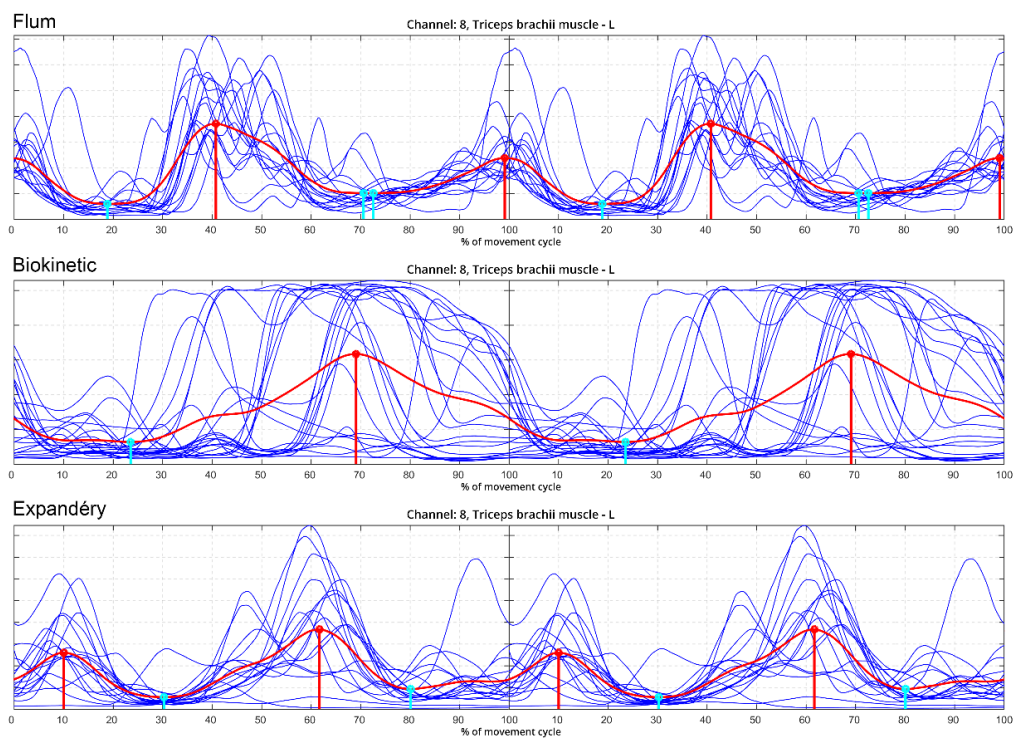 Flum
Channel: 8, Triceps brachii muscle - L
0 10 20 30 40 50 60 70 80 90 100 10 20 30 40 50 60 70 80 90 100
% of movement cycle
Biokinetic
Channel: 8, Triceps brachii muscle - L
0 10 20 30 40 50 60 70 80 90 100 10 20 30 40 50 60 70 80 90 100
% of movement cycle
Expandéry
Channel: 8, Triceps brachii muscle - L
0 10 20 30 40 50 60 70 80 90 100 10 20 30 40 50 60 70 80 90 100
% of movement cycle